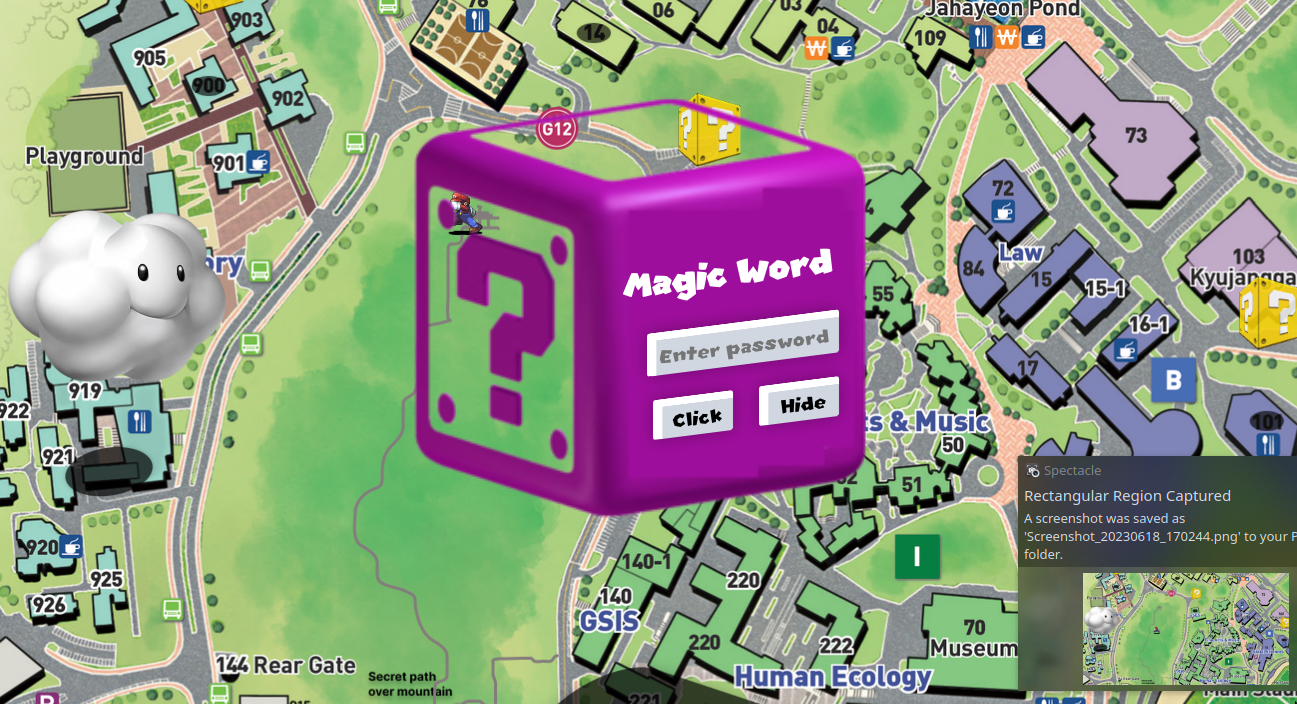 903
78
06
03
04
Jahayeon Pond
905
14
109
900
902
G12
73
Playground
901
72
ory
Law
103
84
15
15-1
Kyujangga
55
Magic Word
16-1
Enter password
17
B
919
Click
Hide
922
101
ts & Music
50
921
51
Spectacle
Rectangular Region Captured
A screenshot was saved as
'Screenshot_20230618_170244.png' to your P
folder.
920
I
140-1
925
220
926
140
GSIS
70
Museum
220
222
144 Rear Gate
Secret path
over mountain
Human Ecology
221